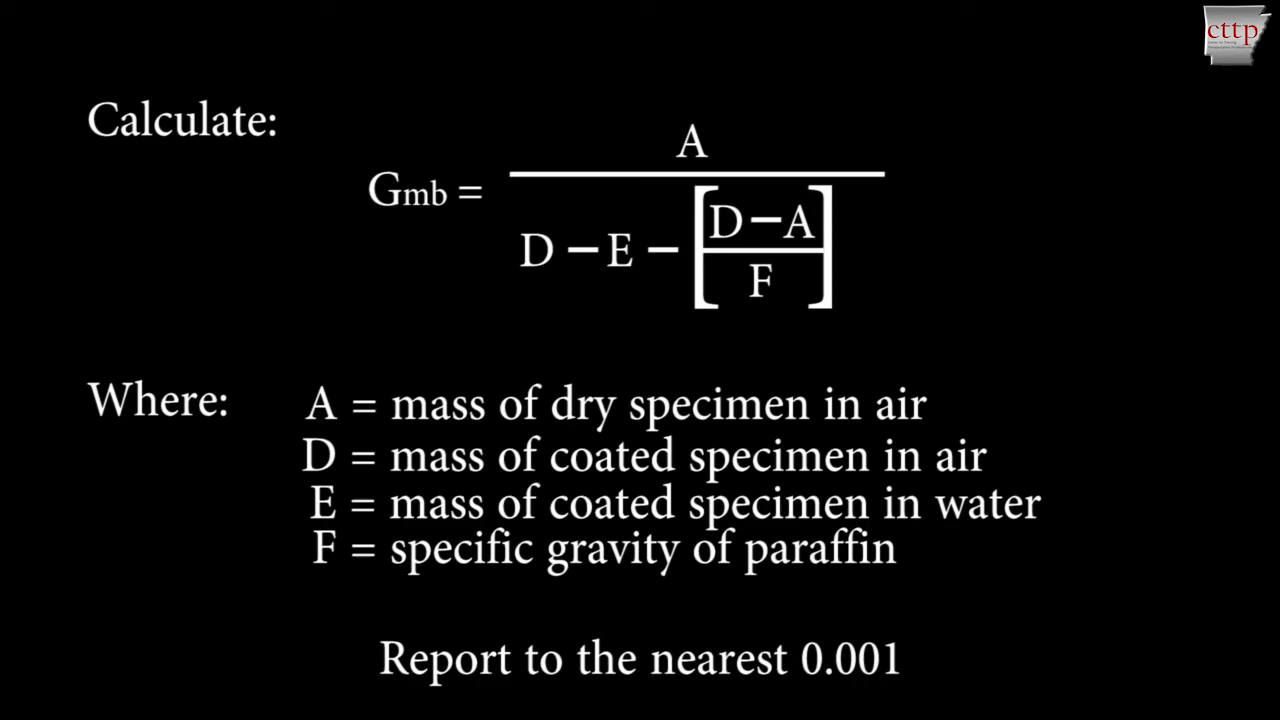 cttp
Calculate:
A
Gmb =
D − E − [D − A
F]
Where:
A = mass of dry specimen in air
D = mass of coated specimen in air
E = mass of coated specimen in water
F = specific gravity of paraffin
Report to the nearest 0.001